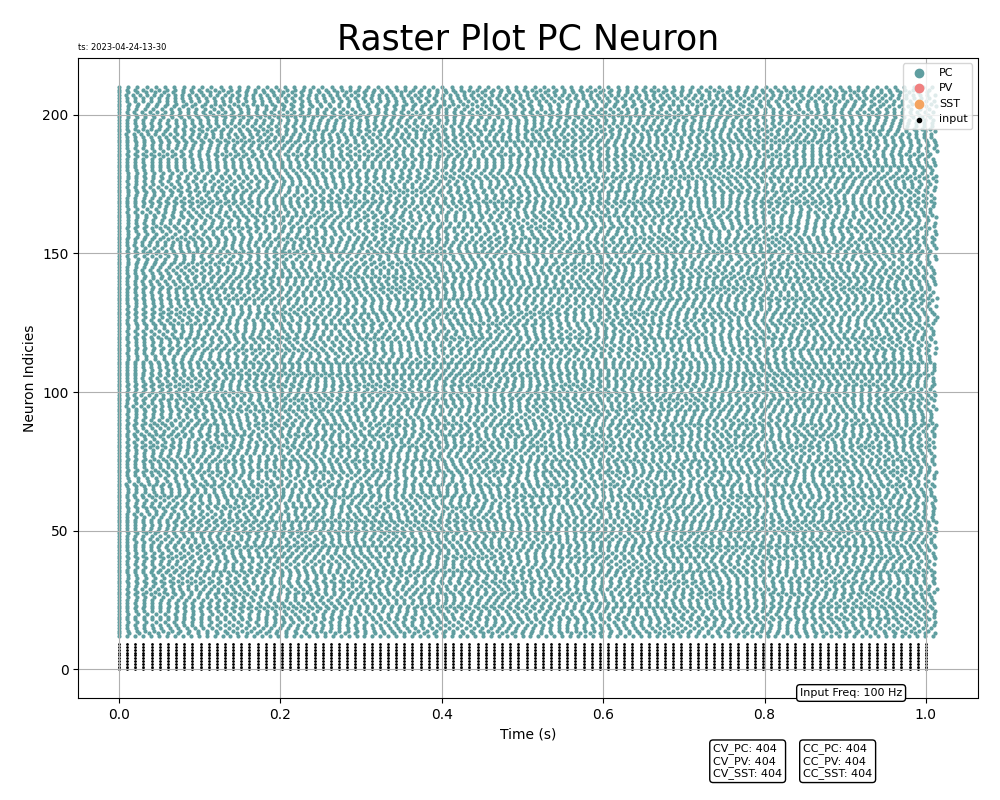 Raster Plot PC Neuron
ts: 2023-04-24-13-30
PC
PV
SST
input
200
150
100
50
0
Neuron Indicies
0.0 0.2 0.4 0.6 0.8 1.0
Time (s)
Input Freq: 100 Hz
CV_PC: 404
CV_PV: 404
CV_SST: 404
CC_PC: 404
CC_PV: 404
CC_SST: 404